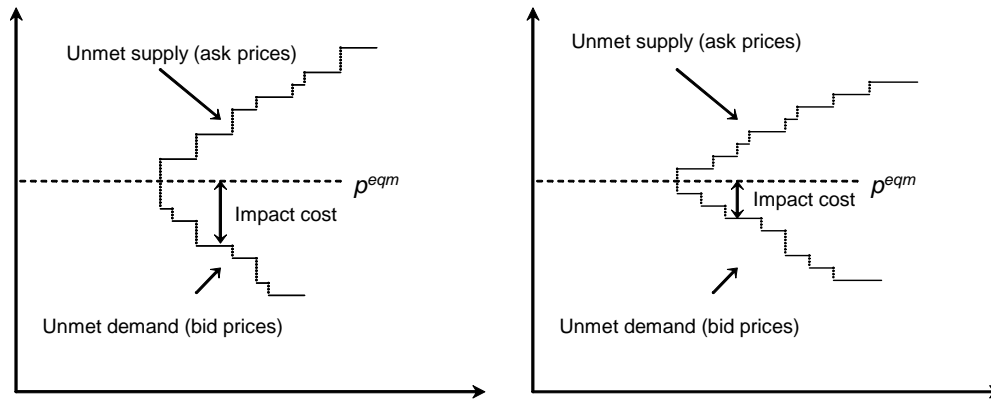 Unmet supply (ask prices)
p^eqm
Impact cost
Unmet demand (bid prices)
Unmet supply (ask prices)
p^eqm
Impact cost
Unmet demand (bid prices)